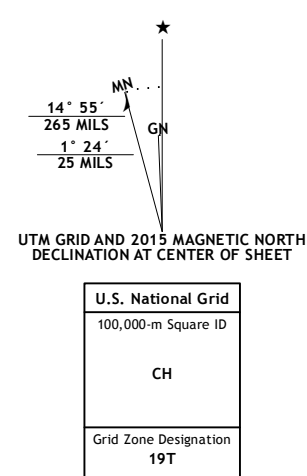 ★
MN
GN
14° 55´
265 MILS
1° 24´
25 MILS
UTM GRID AND 2015 MAGNETIC NORTH
DECLINATION AT CENTER OF SHEET
U.S. National Grid
100,000-m Square ID
CH
Grid Zone Designation
19T